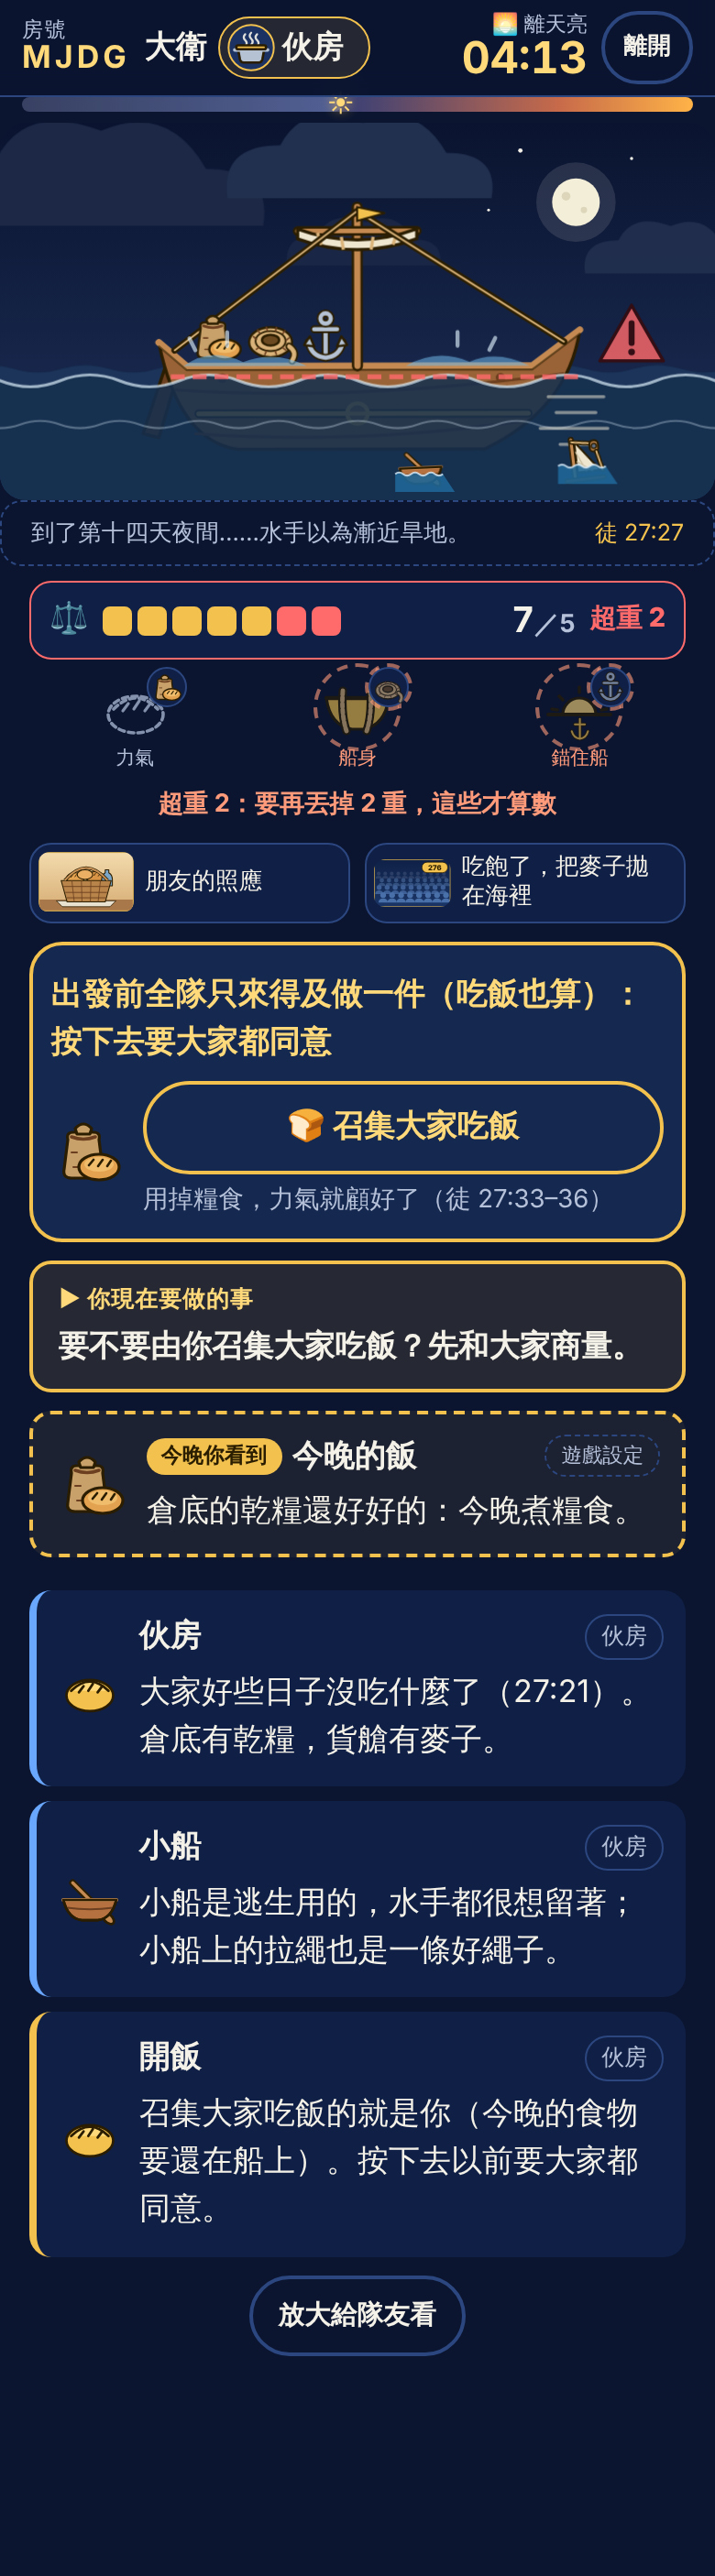 房號
MJDG
大衛
伙房
🌅 離天亮
04:13
離開
到了第十四天夜間……水手以為漸近旱地。
徒 27:27
7／5 超重 2
力氣
船身
錨住船
超重 2：要再丟掉 2 重，這些才算數
朋友的照應
276
吃飽了，把麥子拋
在海裡
出發前全隊只來得及做一件（吃飯也算）：
按下去要大家都同意
🍞 召集大家吃飯
用掉糧食，力氣就顧好了（徒 27:33–36）
▶ 你現在要做的事
要不要由你召集大家吃飯？先和大家商量。
今晚你看到
今晚的飯
遊戲設定
倉底的乾糧還好好的：今晚煮糧食。
伙房
伙房
大家好些日子沒吃什麼了（27:21）。
倉底有乾糧，貨艙有麥子。
小船
伙房
小船是逃生用的，水手都很想留著；
小船上的拉繩也是一條好繩子。
開飯
伙房
召集大家吃飯的就是你（今晚的食物
要還在船上）。按下去以前要大家都
同意。
放大給隊友看